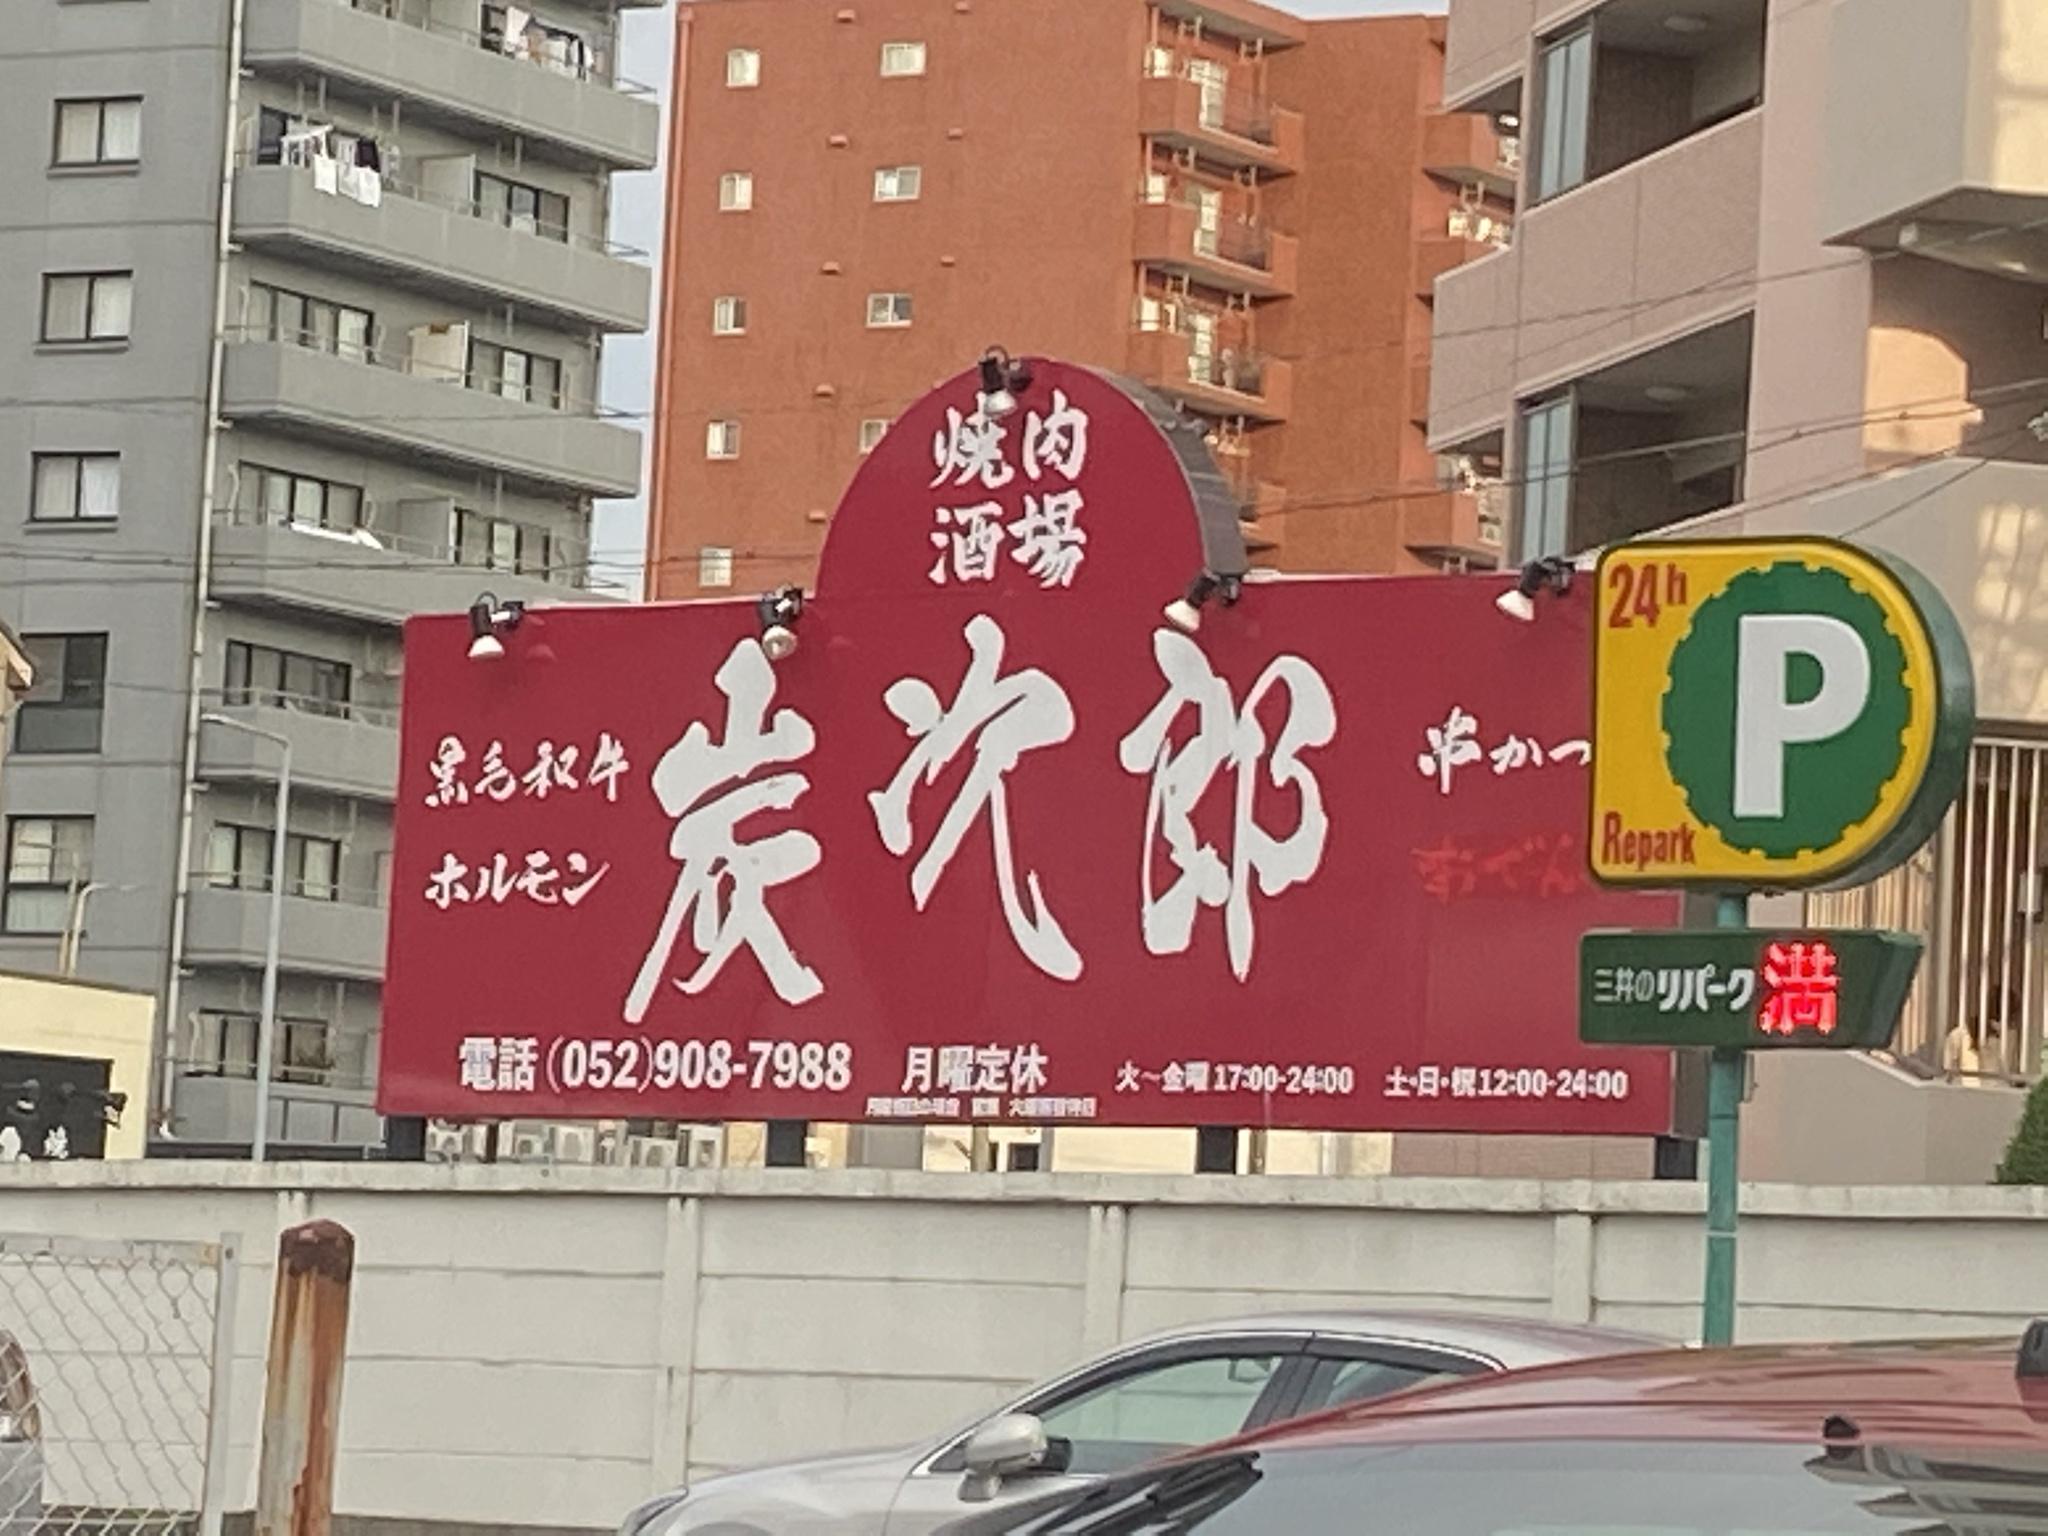 焼肉
酒場
炭次郎
黒毛和牛
ホルモン
串かつ
電話(052)908-7988
月曜定休
火〜金曜17:00-24:00
土・日・祝12:00-24:00
24h
P
Repark
三井のリパーク
満